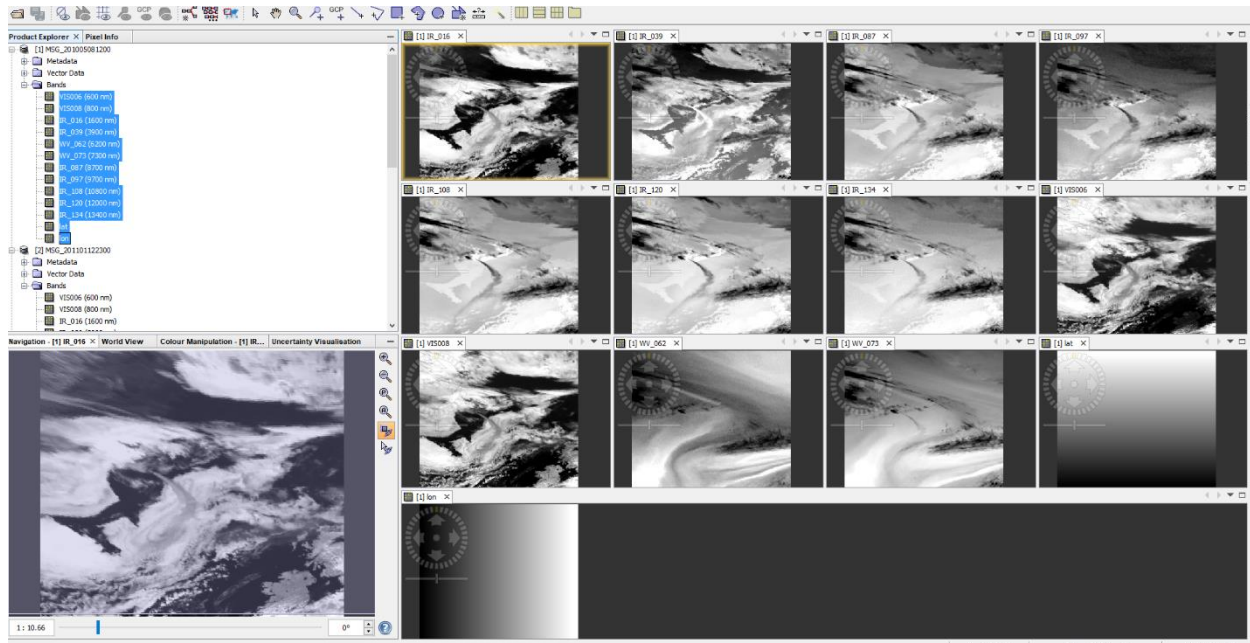 GCP
GCP
Product Explorer × Pixel Info
[1] MSG_201005081200
Metadata
Vector Data
Bands
VIS006 (600 nm)
VIS008 (800 nm)
IR_016 (1600 nm)
IR_039 (3900 nm)
WV_062 (6200 nm)
WV_073 (7300 nm)
IR_087 (8700 nm)
IR_097 (9700 nm)
IR_108 (10800 nm)
IR_120 (12000 nm)
IR_134 (13400 nm)
lat
lon
[2] MSG_201101122300
Metadata
Vector Data
Bands
VIS006 (600 nm)
VIS008 (800 nm)
IR_016 (1600 nm)
Navigation - [1] IR_016 × World View Colour Manipulation - [1] IR... Uncertainty Visualisation
1 : 10.66
0°
[1] IR_016 × [1] IR_039 × [1] IR_087 × [1] IR_097 ×
[1] IR_108 × [1] IR_120 × [1] IR_134 × [1] VIS006 ×
[1] VIS008 × [1] WV_062 × [1] WV_073 × [1] lat ×
[1] lon ×